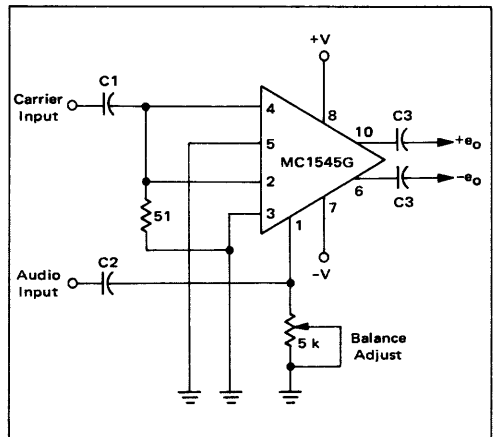 +V
C1
Carrier
Input
4
8
C3
10
+eo
5
MC1545G
2
6
−eo
C3
3
7
51
1
−V
C2
Audio
Input
5 k
Balance
Adjust